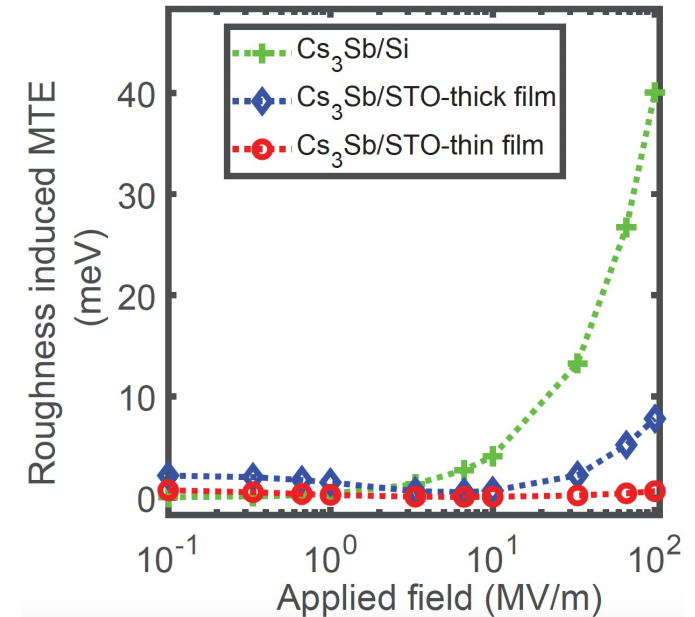 Cs₃Sb/Si
Cs₃Sb/STO-thick film
Cs₃Sb/STO-thin film
Roughness induced MTE
(meV)
40
30
20
10
0
10⁻¹
10⁰
10¹
10²
Applied field (MV/m)